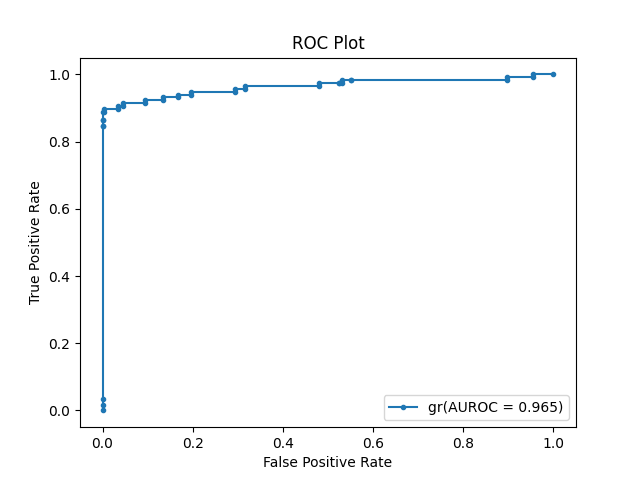 ROC Plot
1.0
0.8
0.6
0.4
0.2
0.0
True Positive Rate
gr(AUROC = 0.965)
0.0 0.2 0.4 0.6 0.8 1.0
False Positive Rate